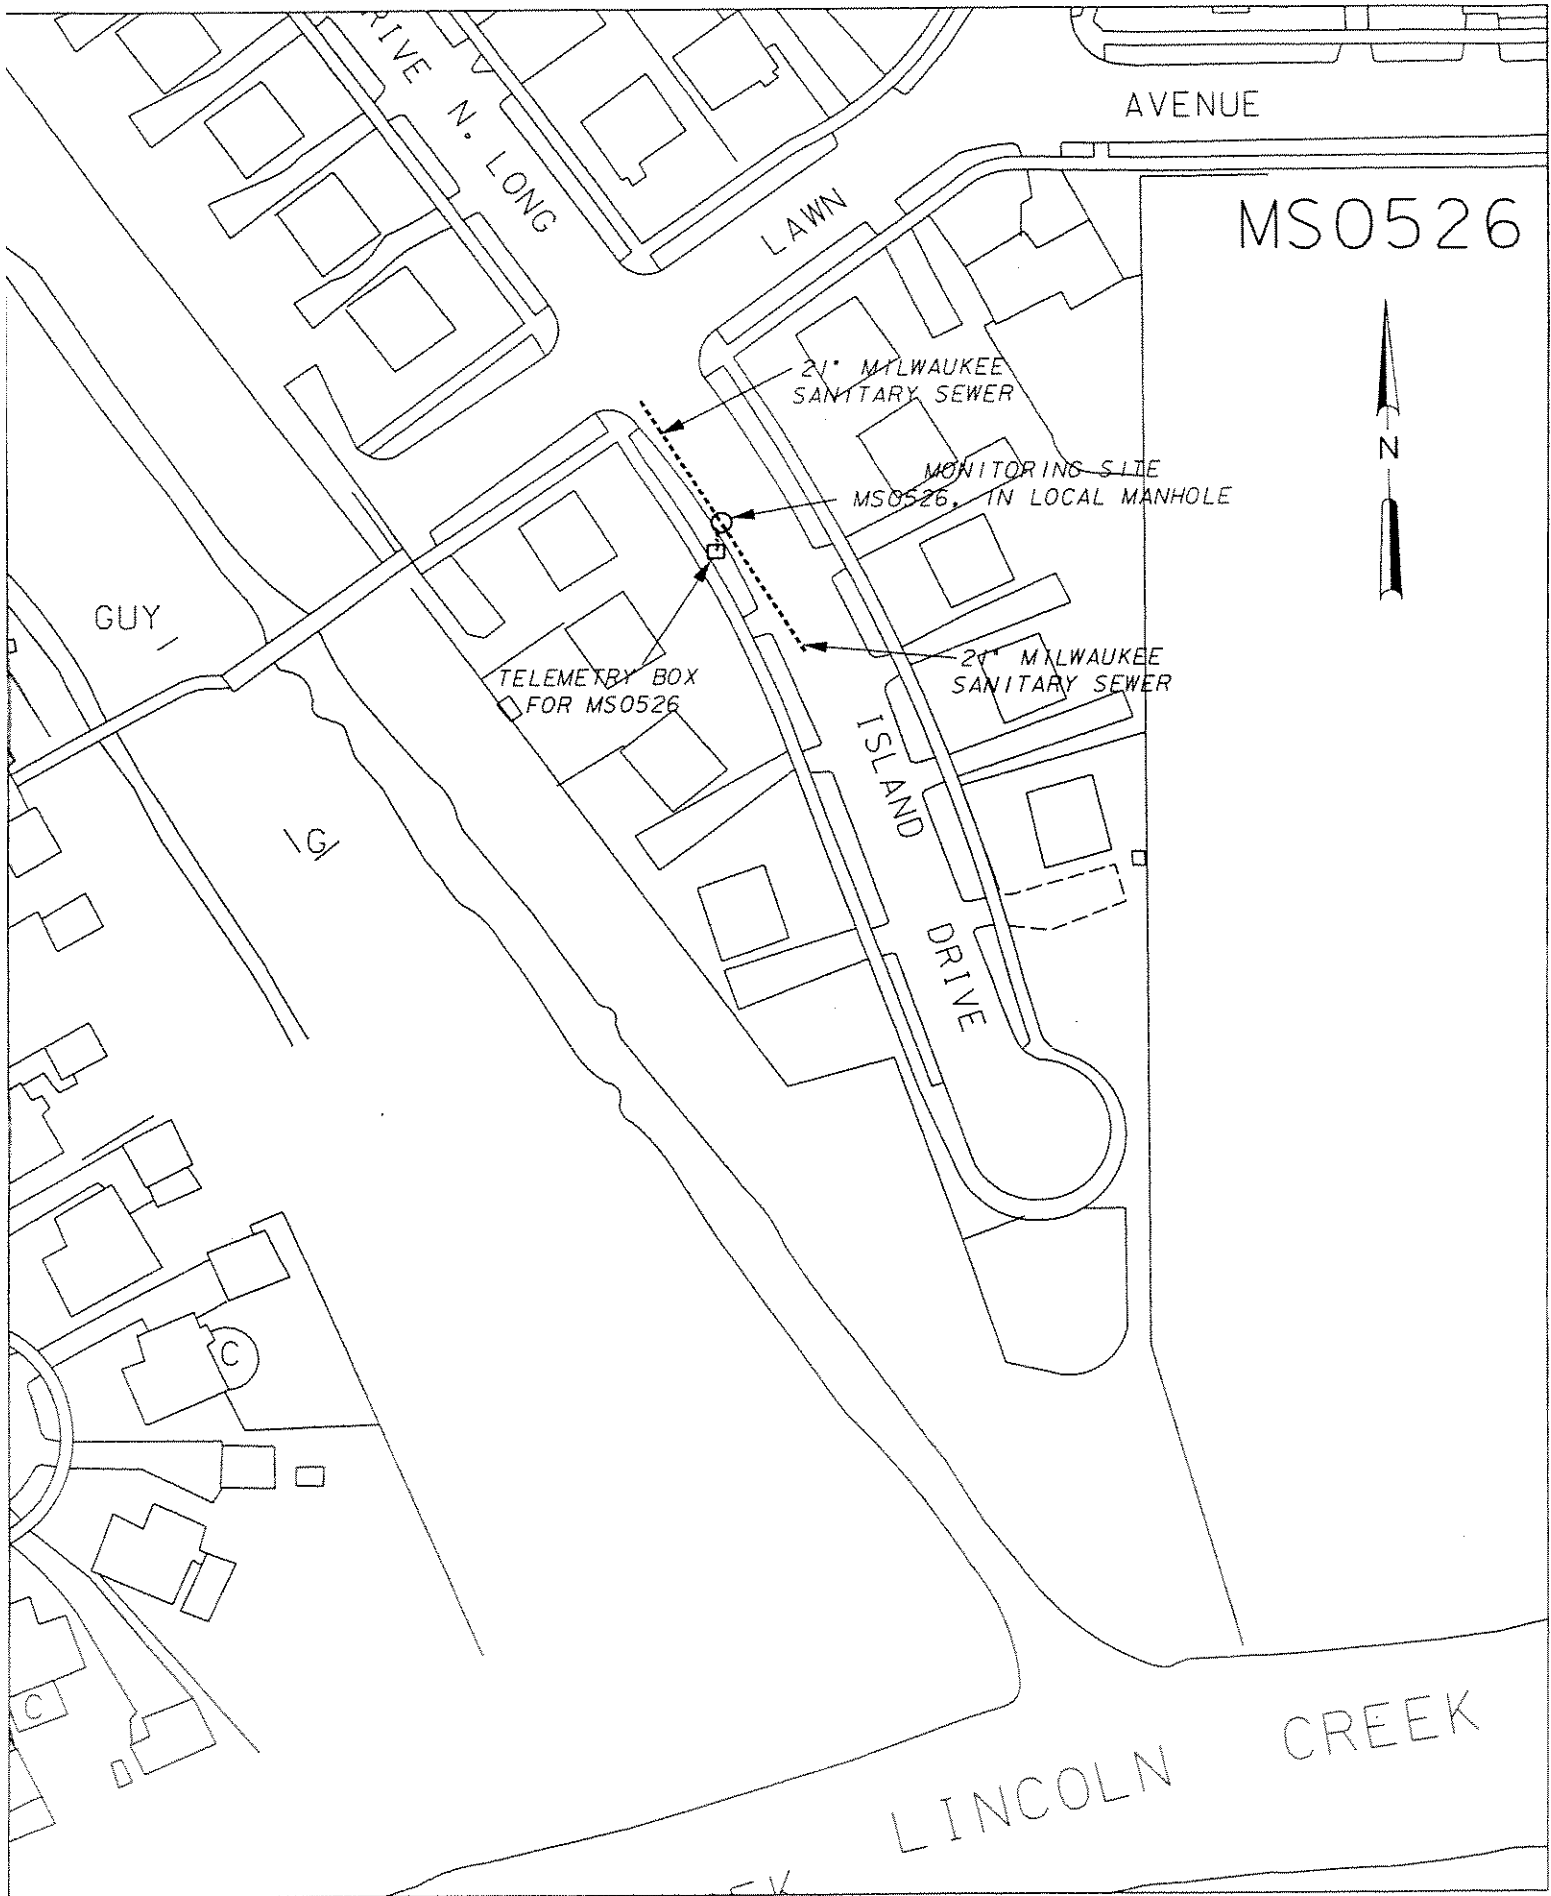 RIVE
N. LONG
AVENUE
LAWN
MS0526
21" MILWAUKEE
SANITARY SEWER
N
MONITORING SITE
MS0526, IN LOCAL MANHOLE
GUY
TELEMETRY BOX
FOR MS0526
21" MILWAUKEE
SANITARY SEWER
ISLAND
G
DRIVE
C
C
LINCOLN CREEK
EK